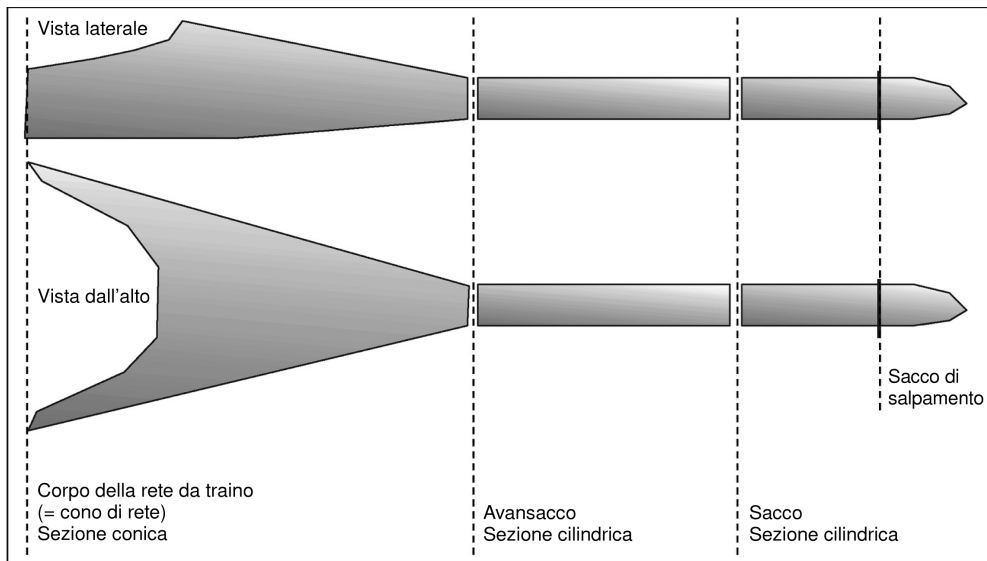 Vista laterale
Vista dall'alto
Sacco di
salpamento
Corpo della rete da traino
(= cono di rete)
Sezione conica
Avansacco
Sezione cilindrica
Sacco
Sezione cilindrica